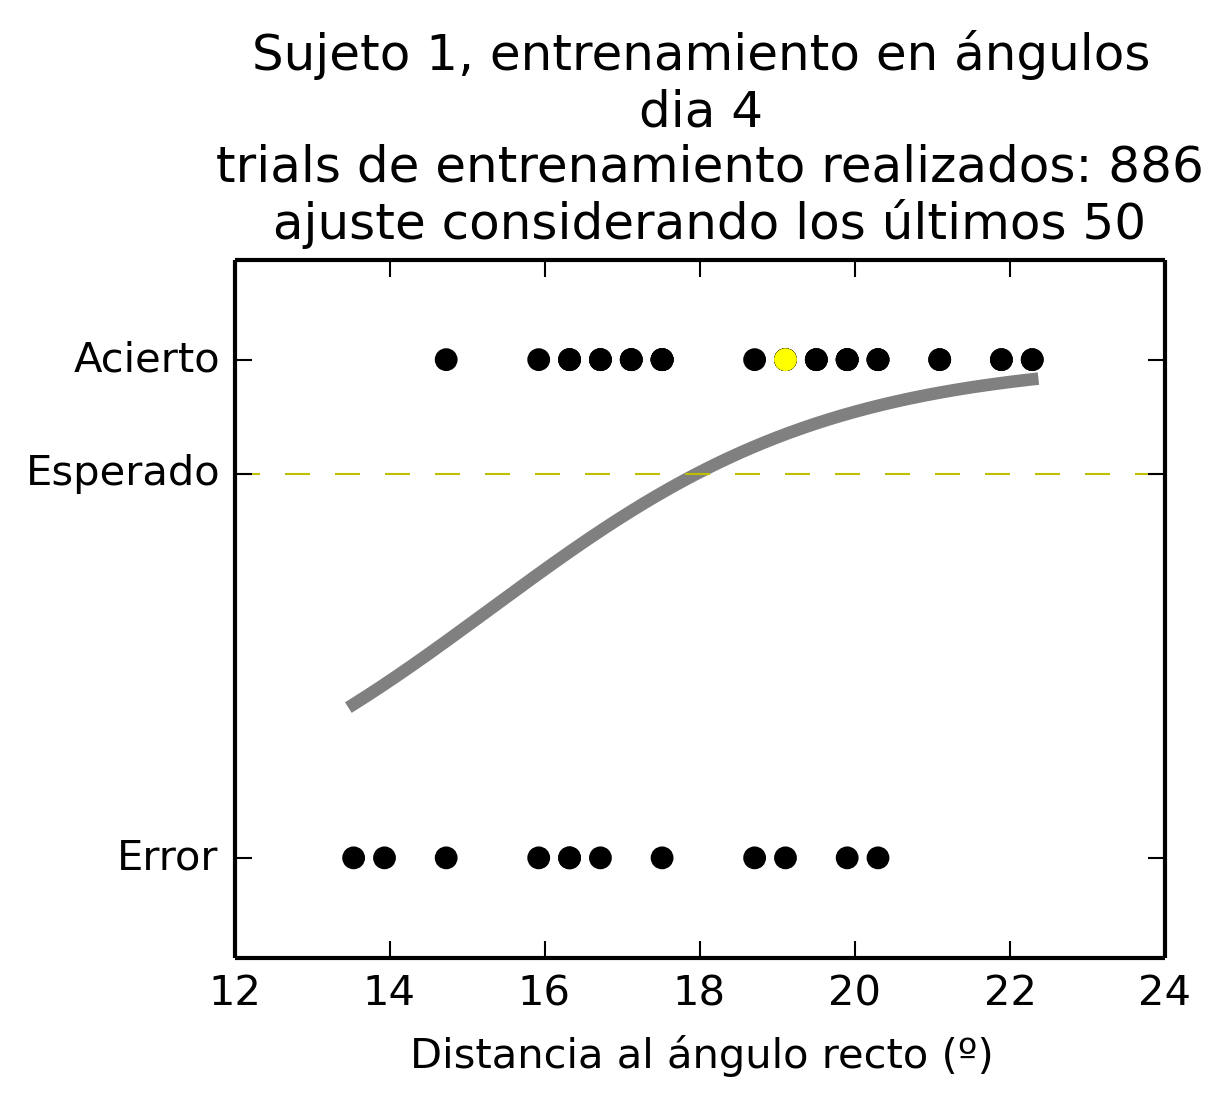 Sujeto 1, entrenamiento en ángulos
dia 4
trials de entrenamiento realizados: 886
ajuste considerando los últimos 50
Acierto
Esperado
Error
12 14 16 18 20 22 24
Distancia al ángulo recto (º)